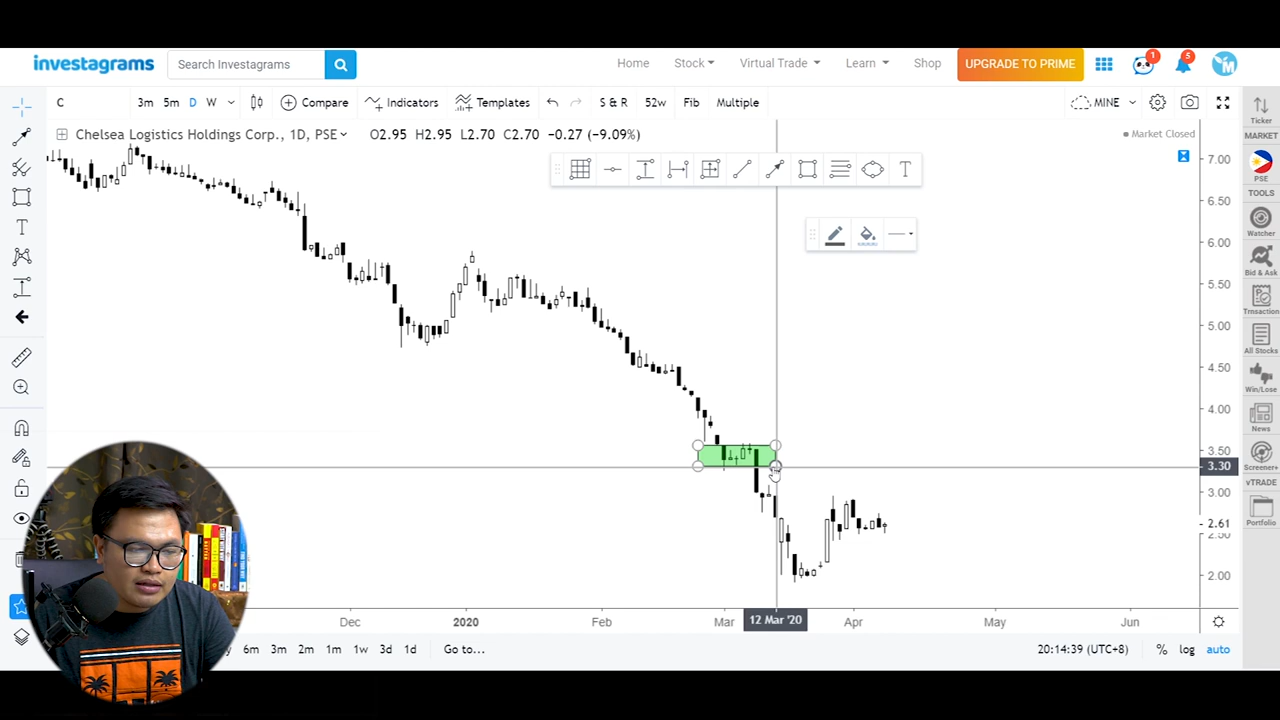 investagrams Search Investagrams Home Stock Virtual Trade Learn Shop UPGRADE TO PRIME 1 5
C 3m 5m D W Compare Indicators Templates S & R 52w Fib Multiple MINE
Chelsea Logistics Holdings Corp., 1D, PSE O2.95 H2.95 L2.70 C2.70 −0.27 (−9.09%) Market Closed
Ticker
MARKET
PSE
TOOLS
Watcher
Bid & Ask
Trnsaction
All Stocks
Win/Lose
News
Screener+
vTRADE
Portfolio
7.00
6.50
6.00
5.50
5.00
4.50
4.00
3.50
3.30
3.00
2.61
2.50
2.00
Dec 2020 Feb Mar 12 Mar '20 Apr May Jun
6m 3m 2m 1m 1w 3d 1d Go to... 20:14:39 (UTC+8) % log auto